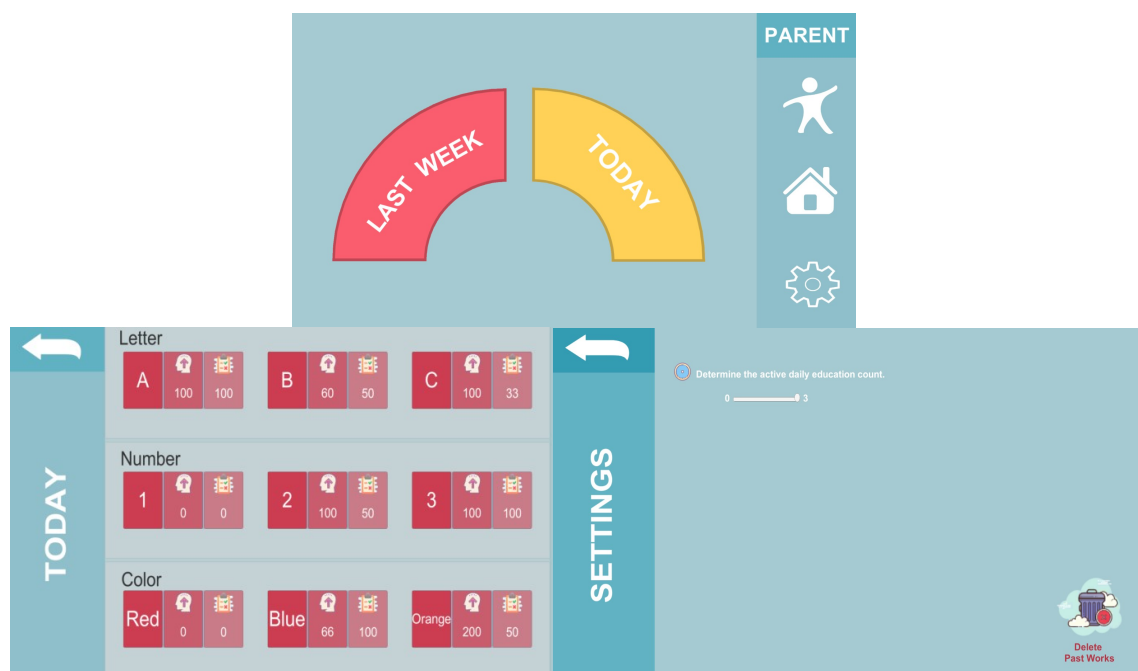 PARENT
LAST WEEK
TODAY
TODAY
Letter
A 100 100 B 60 50 C 100 33
Number
1 0 0 2 100 50 3 100 100
Color
Red 0 0 Blue 66 100 Orange 200 50
SETTINGS
Determine the active daily education count.
0 3
Delete
Past Works